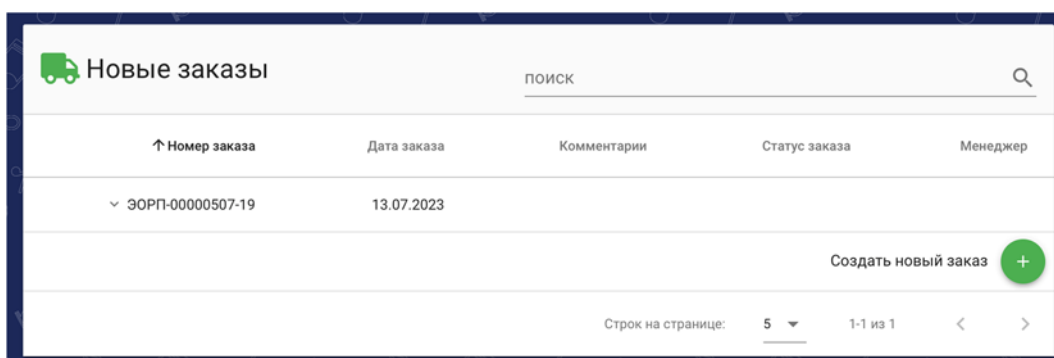 Новые заказы
поиск
Номер заказа Дата заказа Комментарии Статус заказа Менеджер
ЭОРП-00000507-19 13.07.2023
Создать новый заказ +
Строк на странице: 5 1-1 из 1